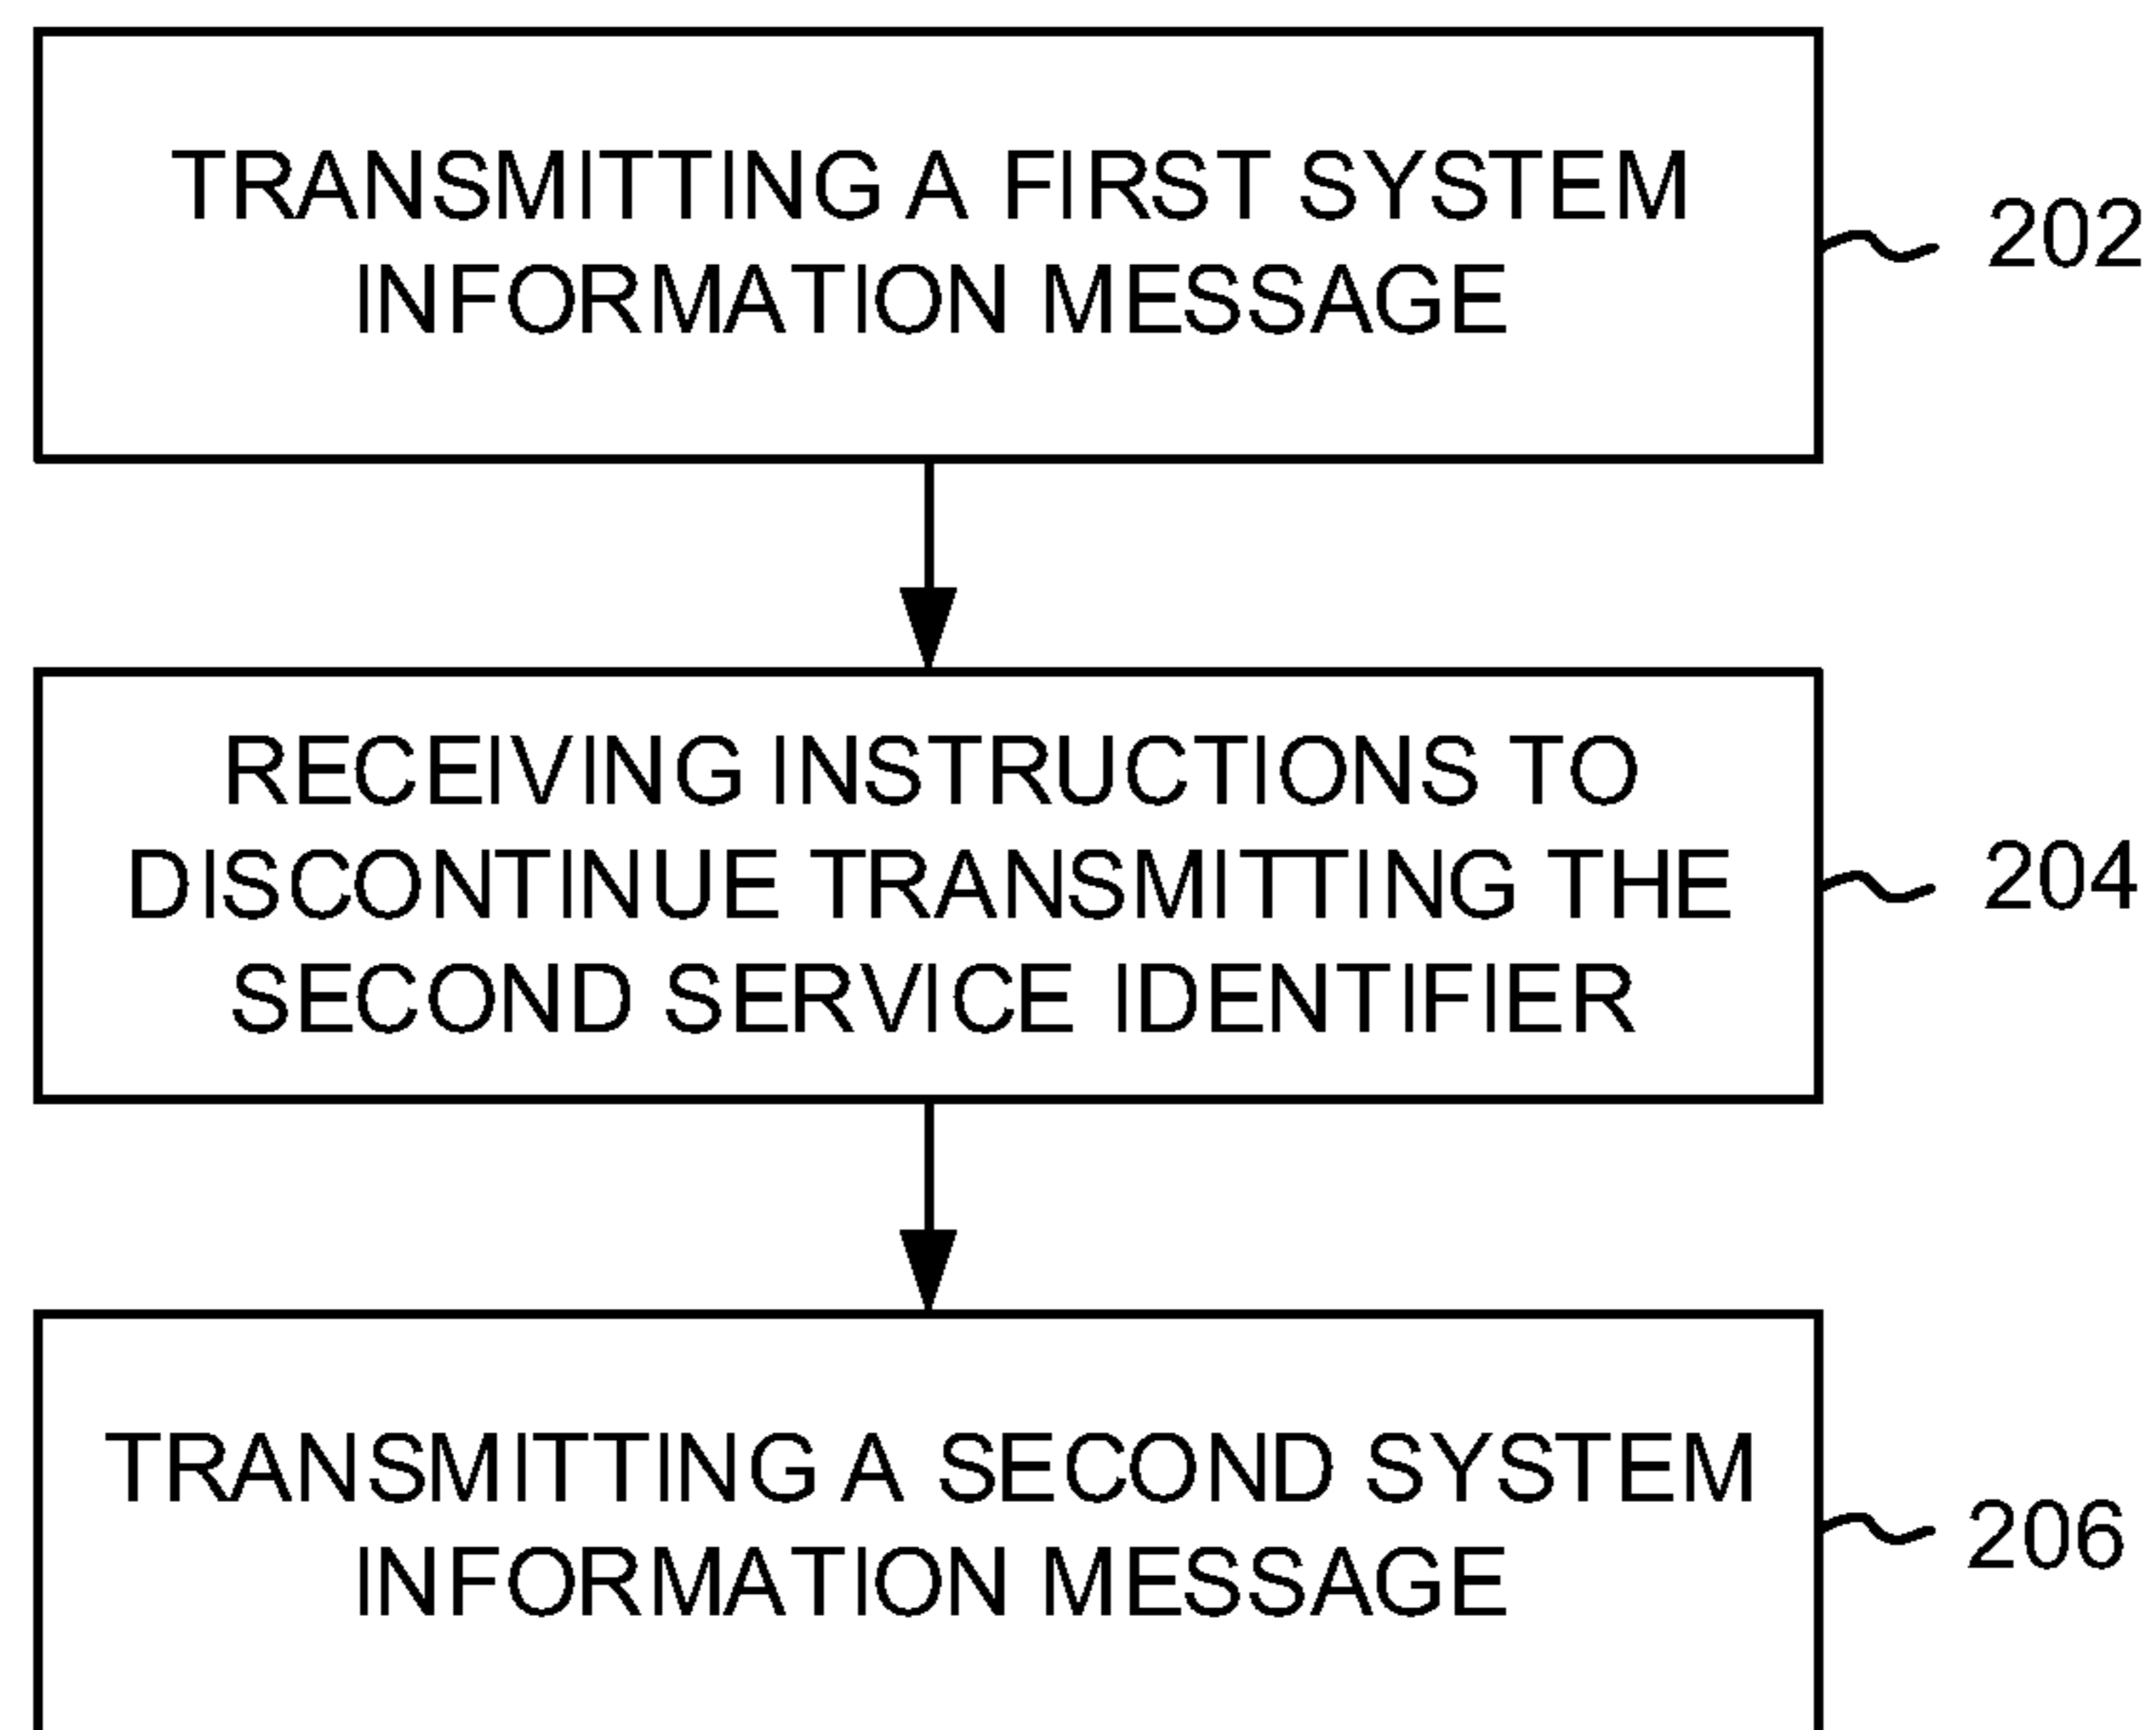 TRANSMITTING A FIRST SYSTEM
INFORMATION MESSAGE
202
RECEIVING INSTRUCTIONS TO
DISCONTINUE TRANSMITTING THE
SECOND SERVICE IDENTIFIER
204
TRANSMITTING A SECOND SYSTEM
INFORMATION MESSAGE
206